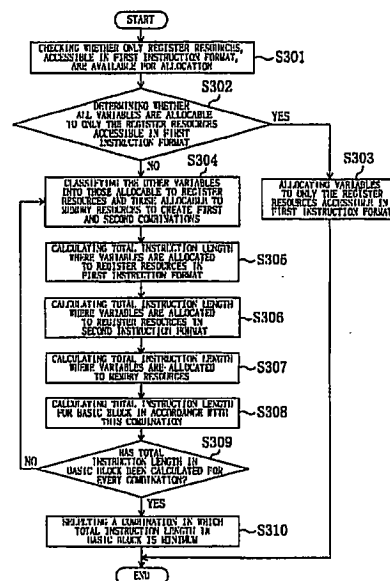 START
CHECKING WHETHER ONLY REGISTER RESOURCES,
ACCESSIBLE IN FIRST INSTRUCTION FORMAT,
ARE AVAILABLE FOR ALLOCATION
S301
S302
DETERMINING WHETHER
ALL VARIABLES ARE ALLOCABLE
TO ONLY THE REGISTER RESOURCES
ACCESSIBLE IN FIRST
INSTRUCTION FORMAT
YES
NO
S303
ALLOCATING VARIABLES
TO ONLY THE REGISTER
RESOURCES ACCESSIBLE IN
FIRST INSTRUCTION FORMAT
S304
CLASSIFYING THE OTHER VARIABLES
INTO THOSE ALLOCABLE TO REGISTER
RESOURCES AND THOSE ALLOCABLE TO
MEMORY RESOURCES TO CREATE FIRST
AND SECOND COMBINATIONS
CALCULATING TOTAL INSTRUCTION LENGTH
WHERE VARIABLES ARE ALLOCATED
TO REGISTER RESOURCES IN
FIRST INSTRUCTION FORMAT
S305
CALCULATING TOTAL INSTRUCTION LENGTH
WHERE VARIABLES ARE ALLOCATED
TO REGISTER RESOURCES IN
SECOND INSTRUCTION FORMAT
S306
CALCULATING TOTAL INSTRUCTION LENGTH
WHERE VARIABLES ARE ALLOCATED
TO MEMORY RESOURCES
S307
CALCULATING TOTAL INSTRUCTION LENGTH
FOR BASIC BLOCK IN ACCORDANCE WITH
THIS COMBINATION
S308
S309
HAS TOTAL
INSTRUCTION LENGTH IN
BASIC BLOCK BEEN CALCULATED FOR
EVERY COMBINATION?
NO
YES
SELECTING A COMBINATION IN WHICH
TOTAL INSTRUCTION LENGTH IN
BASIC BLOCK IS MINIMUM
S310
END